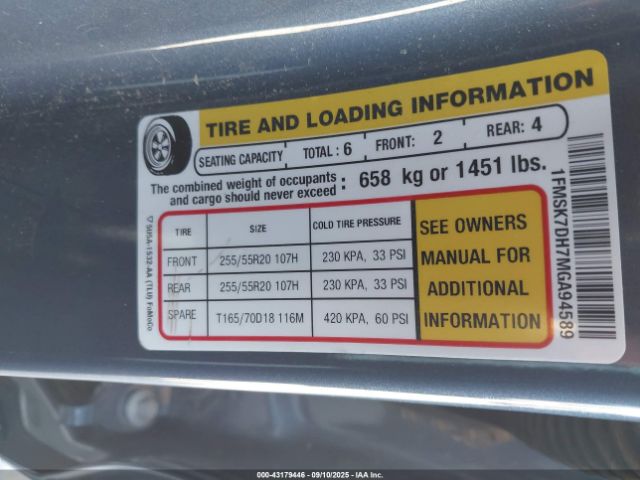 TIRE AND LOADING INFORMATION
SEATING CAPACITY TOTAL: 6 FRONT: 2 REAR: 4
The combined weight of occupants
and cargo should never exceed: 658 kg or 1451 lbs.
TIRE SIZE COLD TIRE PRESSURE
FRONT 255/55R20 107H 230 KPA, 33 PSI
REAR 255/55R20 107H 230 KPA, 33 PSI
SPARE T165/70D18 116M 420 KPA, 60 PSI
SEE OWNERS
MANUAL FOR
ADDITIONAL
INFORMATION
1FMSK7DH7MGA94589
(TLU) FoMoCo
000-43179446 - 09/10/2025 - IAA Inc.